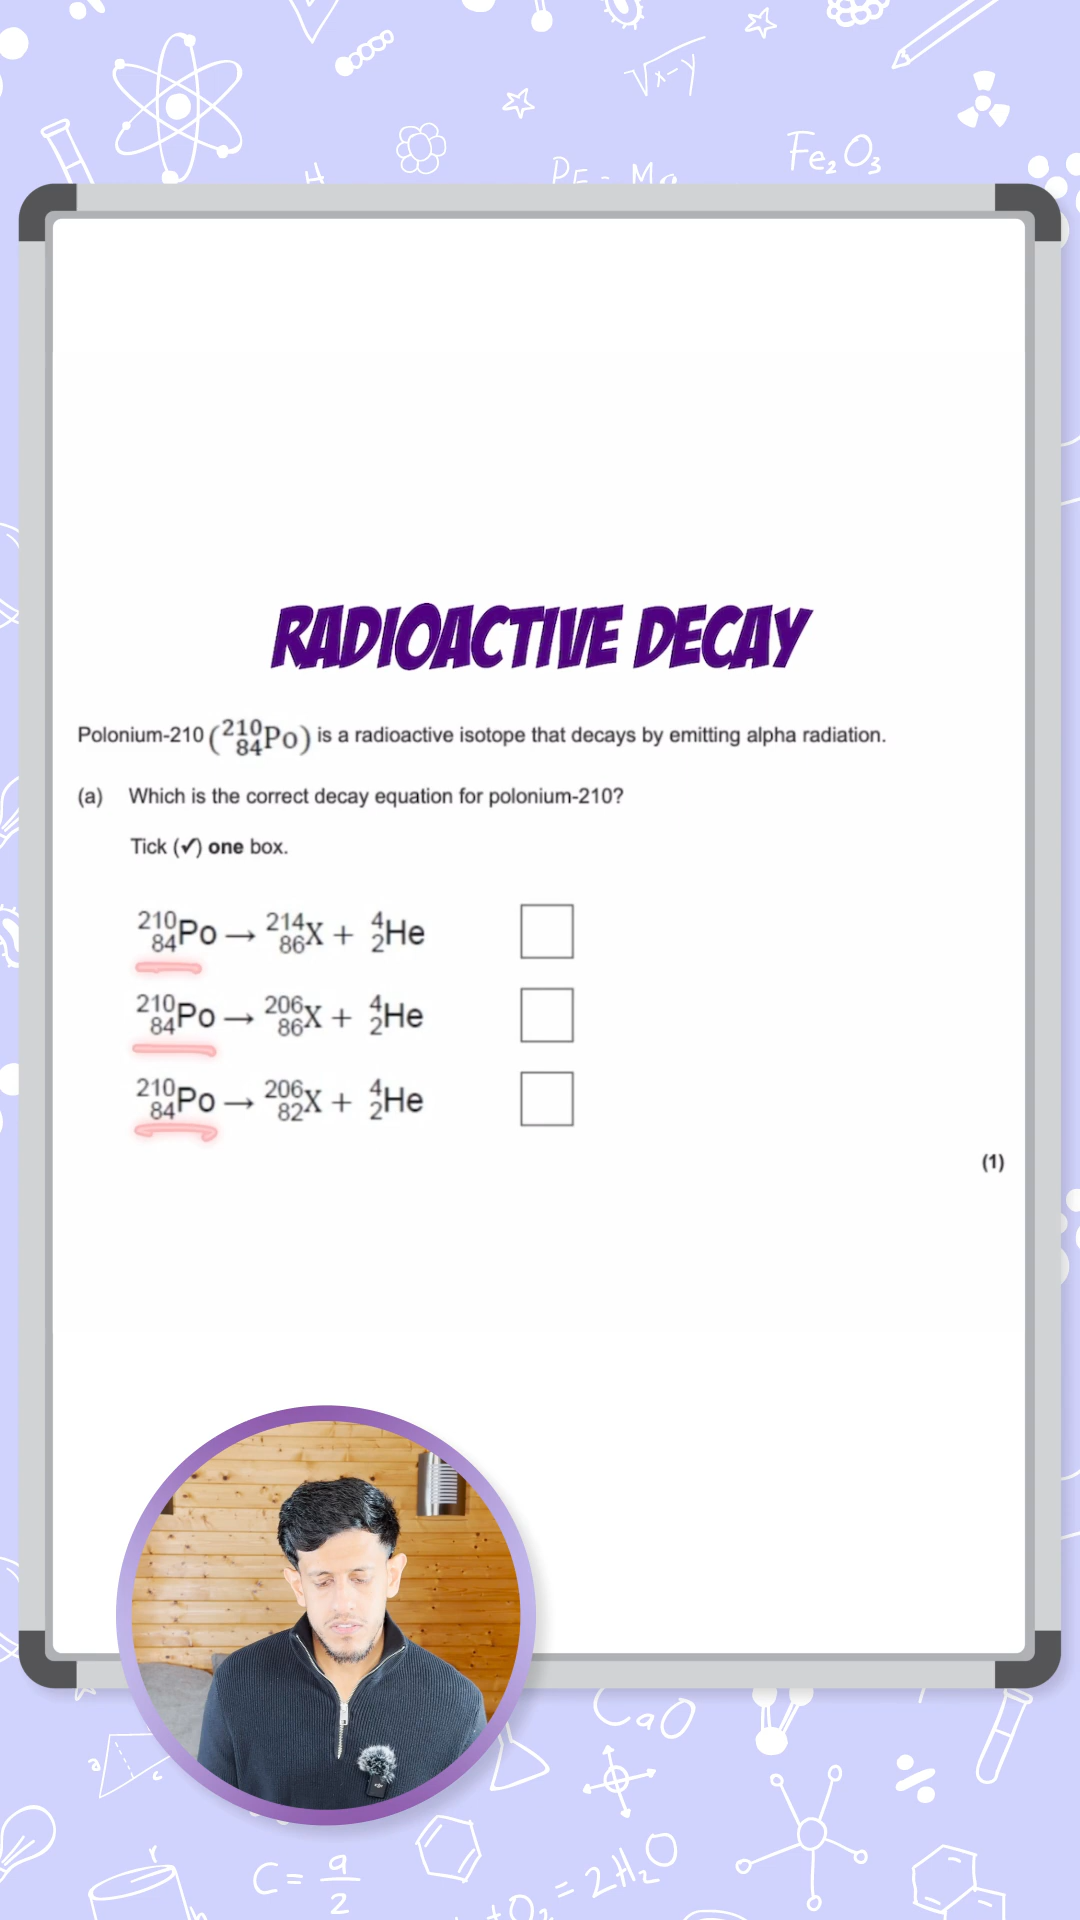 √x-y
Fe₂O₃
RADIOACTIVE DECAY
Polonium-210 (²¹⁰₈₄Po) is a radioactive isotope that decays by emitting alpha radiation.
(a) Which is the correct decay equation for polonium-210?
Tick (✓) one box.
²¹⁰₈₄Po → ²¹⁴₈₆X + ⁴₂He
²¹⁰₈₄Po → ²⁰⁶₈₆X + ⁴₂He
²¹⁰₈₄Po → ²⁰⁶₈₂X + ⁴₂He
(1)
CaO
a
c
r
h
C = q/2
+O₂ = 2H₂O